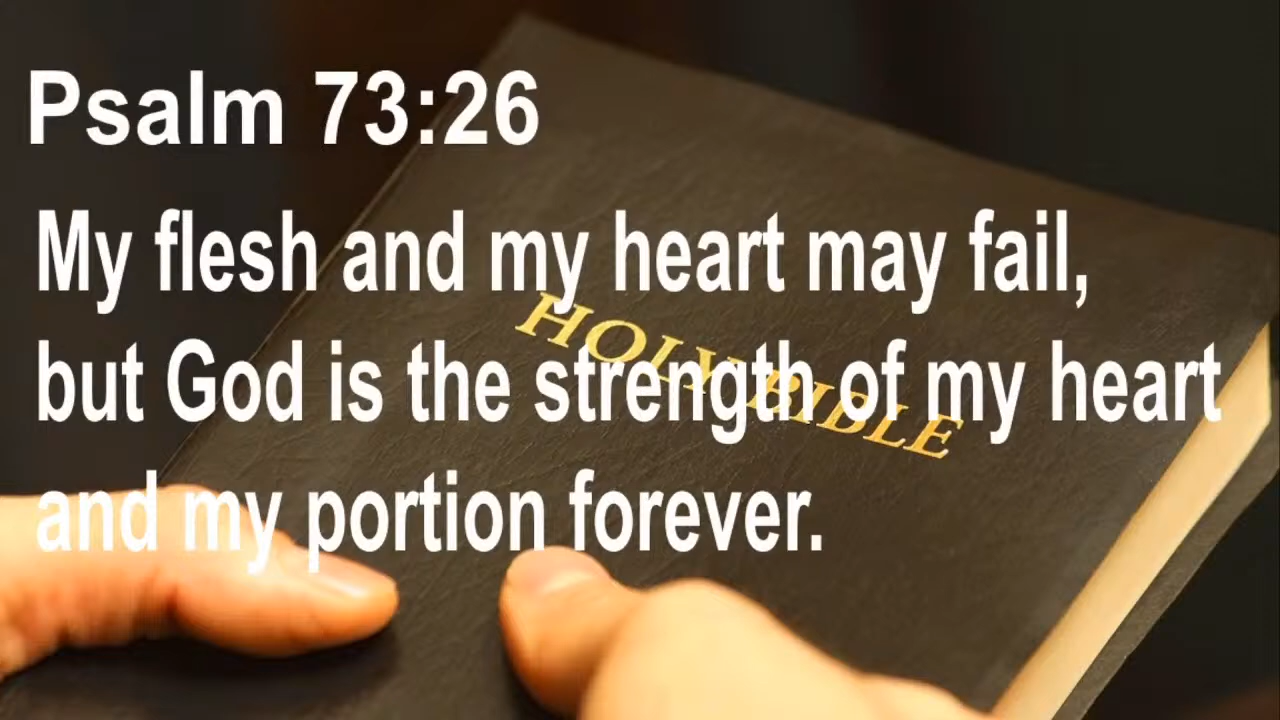 Psalm 73:26
My flesh and my heart may fail,
HOLY BIBLE
but God is the strength of my heart
and my portion forever.